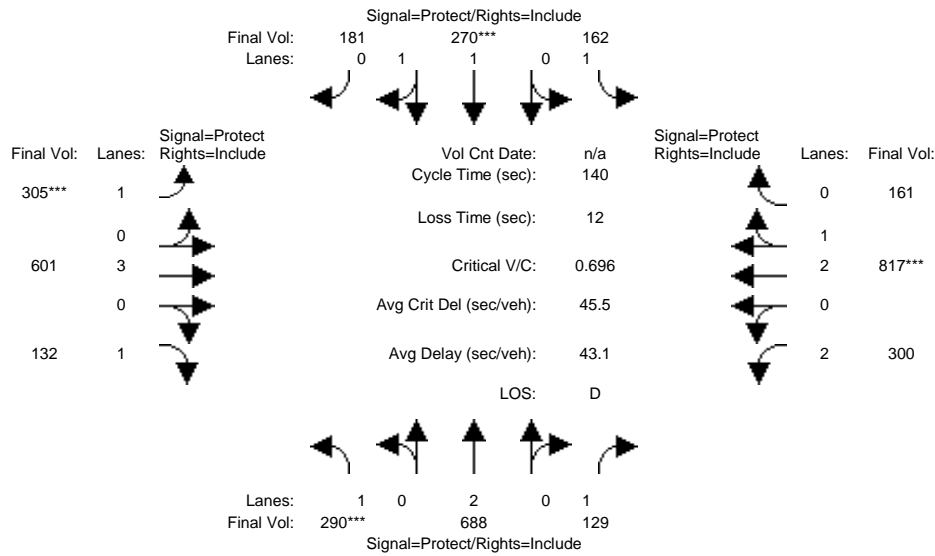 Signal=Protect/Rights=Include
Final Vol: 181 270*** 162
Lanes: 0 1 1 0 1
Signal=Protect
Final Vol: Lanes: Rights=Include
Vol Cnt Date: n/a
Signal=Protect
Rights=Include Lanes: Final Vol:
Cycle Time (sec): 140
305*** 1
0 161
Loss Time (sec): 12
0
1
601 3
Critical V/C: 0.696
2 817***
0
Avg Crit Del (sec/veh): 45.5
0
132 1
Avg Delay (sec/veh): 43.1
2 300
LOS: D
Lanes: 1 0 2 0 1
Final Vol: 290*** 688 129
Signal=Protect/Rights=Include